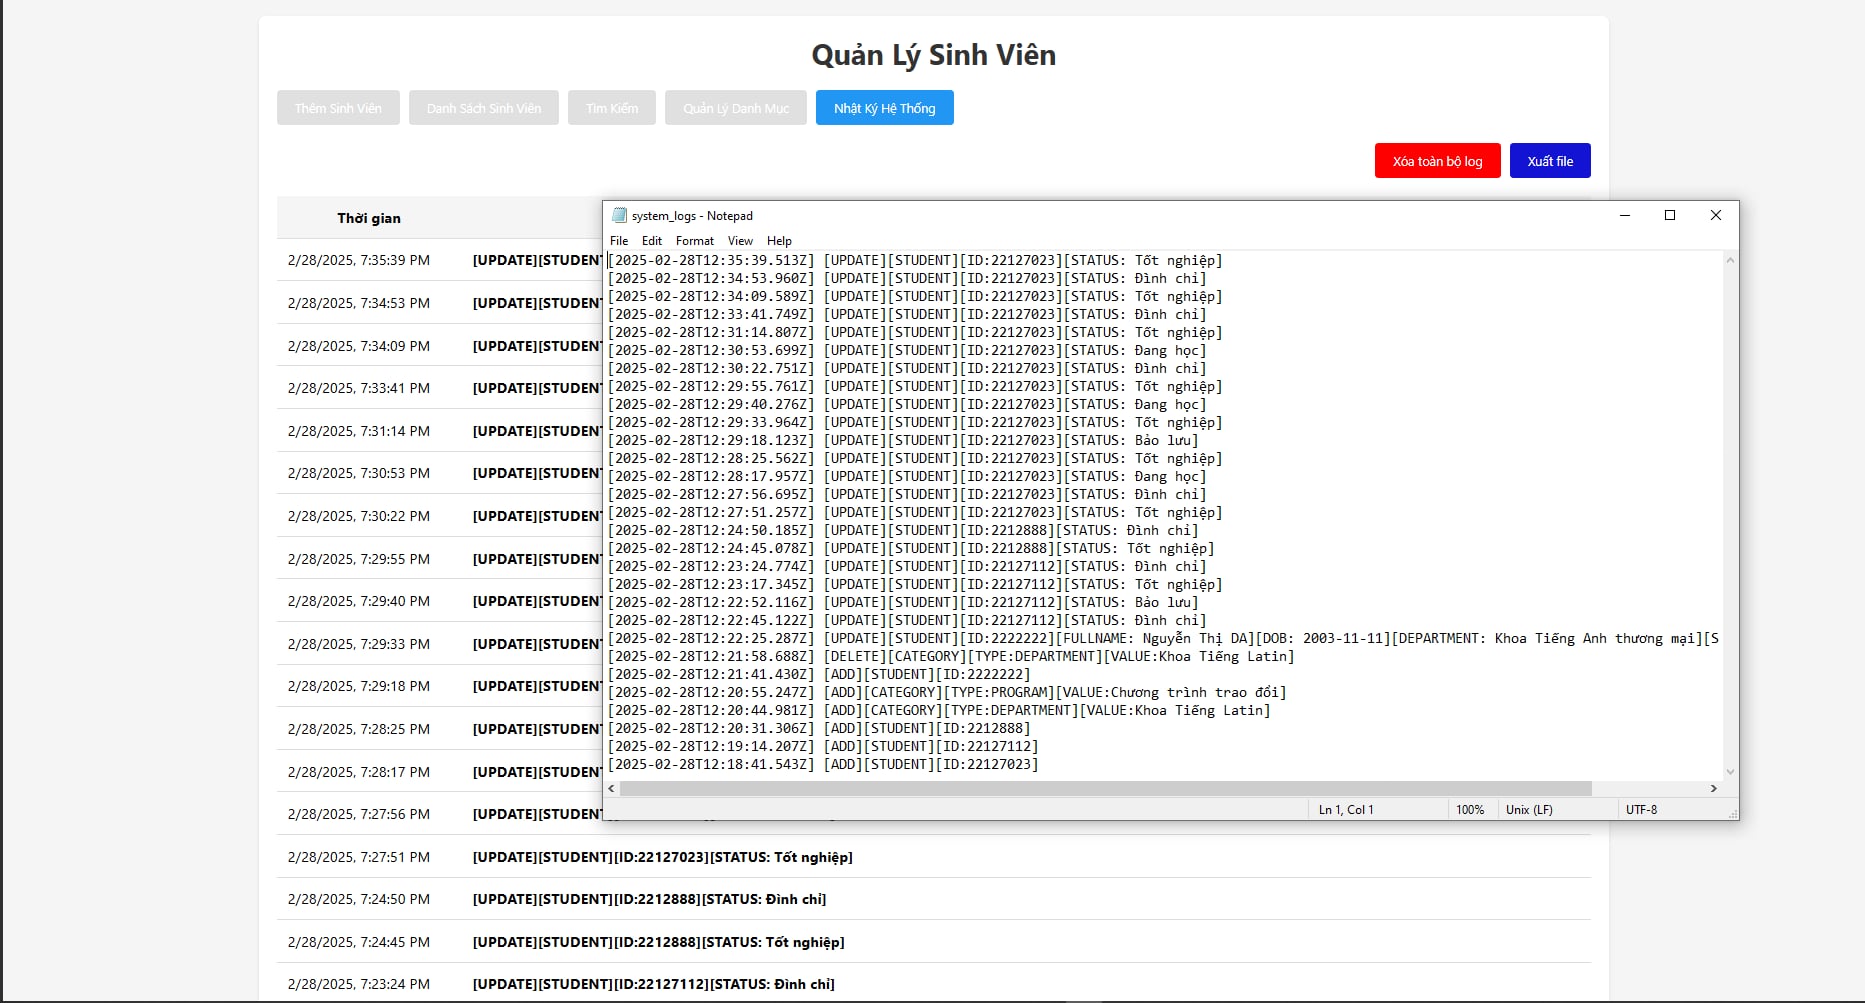 Quản Lý Sinh Viên
Thêm Sinh Viên Danh Sách Sinh Viên Tìm Kiếm Quản Lý Danh Mục Nhật Ký Hệ Thống
Xóa toàn bộ log Xuất file
Thời gian
2/28/2025, 7:35:39 PM [UPDATE][STUDENT
2/28/2025, 7:34:53 PM [UPDATE][STUDENT
2/28/2025, 7:34:09 PM [UPDATE][STUDENT
2/28/2025, 7:33:41 PM [UPDATE][STUDENT
2/28/2025, 7:31:14 PM [UPDATE][STUDENT
2/28/2025, 7:30:53 PM [UPDATE][STUDENT
2/28/2025, 7:30:22 PM [UPDATE][STUDENT
2/28/2025, 7:29:55 PM [UPDATE][STUDENT
2/28/2025, 7:29:40 PM [UPDATE][STUDENT
2/28/2025, 7:29:33 PM [UPDATE][STUDENT
2/28/2025, 7:29:18 PM [UPDATE][STUDENT
2/28/2025, 7:28:25 PM [UPDATE][STUDENT
2/28/2025, 7:28:17 PM [UPDATE][STUDENT
2/28/2025, 7:27:56 PM [UPDATE][STUDENT
2/28/2025, 7:27:51 PM [UPDATE][STUDENT][ID:22127023][STATUS: Tốt nghiệp]
2/28/2025, 7:24:50 PM [UPDATE][STUDENT][ID:2212888][STATUS: Đình chỉ]
2/28/2025, 7:24:45 PM [UPDATE][STUDENT][ID:2212888][STATUS: Tốt nghiệp]
2/28/2025, 7:23:24 PM [UPDATE][STUDENT][ID:22127112][STATUS: Đình chỉ]
system_logs - Notepad
File Edit Format View Help
[2025-02-28T12:35:39.513Z] [UPDATE][STUDENT][ID:22127023][STATUS: Tốt nghiệp]
[2025-02-28T12:34:53.960Z] [UPDATE][STUDENT][ID:22127023][STATUS: Đình chỉ]
[2025-02-28T12:34:09.589Z] [UPDATE][STUDENT][ID:22127023][STATUS: Tốt nghiệp]
[2025-02-28T12:33:41.749Z] [UPDATE][STUDENT][ID:22127023][STATUS: Đình chỉ]
[2025-02-28T12:31:14.807Z] [UPDATE][STUDENT][ID:22127023][STATUS: Tốt nghiệp]
[2025-02-28T12:30:53.699Z] [UPDATE][STUDENT][ID:22127023][STATUS: Đang học]
[2025-02-28T12:30:22.751Z] [UPDATE][STUDENT][ID:22127023][STATUS: Đình chỉ]
[2025-02-28T12:29:55.761Z] [UPDATE][STUDENT][ID:22127023][STATUS: Tốt nghiệp]
[2025-02-28T12:29:40.276Z] [UPDATE][STUDENT][ID:22127023][STATUS: Đang học]
[2025-02-28T12:29:33.964Z] [UPDATE][STUDENT][ID:22127023][STATUS: Tốt nghiệp]
[2025-02-28T12:29:18.123Z] [UPDATE][STUDENT][ID:22127023][STATUS: Bảo lưu]
[2025-02-28T12:28:25.562Z] [UPDATE][STUDENT][ID:22127023][STATUS: Tốt nghiệp]
[2025-02-28T12:28:17.957Z] [UPDATE][STUDENT][ID:22127023][STATUS: Đang học]
[2025-02-28T12:27:56.695Z] [UPDATE][STUDENT][ID:22127023][STATUS: Đình chỉ]
[2025-02-28T12:27:51.257Z] [UPDATE][STUDENT][ID:22127023][STATUS: Tốt nghiệp]
[2025-02-28T12:24:50.185Z] [UPDATE][STUDENT][ID:2212888][STATUS: Đình chỉ]
[2025-02-28T12:24:45.078Z] [UPDATE][STUDENT][ID:2212888][STATUS: Tốt nghiệp]
[2025-02-28T12:23:24.774Z] [UPDATE][STUDENT][ID:22127112][STATUS: Đình chỉ]
[2025-02-28T12:23:17.345Z] [UPDATE][STUDENT][ID:22127112][STATUS: Tốt nghiệp]
[2025-02-28T12:22:52.116Z] [UPDATE][STUDENT][ID:22127112][STATUS: Bảo lưu]
[2025-02-28T12:22:45.122Z] [UPDATE][STUDENT][ID:22127112][STATUS: Đình chỉ]
[2025-02-28T12:22:25.287Z] [UPDATE][STUDENT][ID:2222222][FULLNAME: Nguyễn Thị DA][DOB: 2003-11-11][DEPARTMENT: Khoa Tiếng Anh thương mại][S
[2025-02-28T12:21:58.688Z] [DELETE][CATEGORY][TYPE:DEPARTMENT][VALUE:Khoa Tiếng Latin]
[2025-02-28T12:21:41.430Z] [ADD][STUDENT][ID:2222222]
[2025-02-28T12:20:55.247Z] [ADD][CATEGORY][TYPE:PROGRAM][VALUE:Chương trình trao đổi]
[2025-02-28T12:20:44.981Z] [ADD][CATEGORY][TYPE:DEPARTMENT][VALUE:Khoa Tiếng Latin]
[2025-02-28T12:20:31.306Z] [ADD][STUDENT][ID:2212888]
[2025-02-28T12:19:14.207Z] [ADD][STUDENT][ID:22127112]
[2025-02-28T12:18:41.543Z] [ADD][STUDENT][ID:22127023]
Ln 1, Col 1 100% Unix (LF) UTF-8